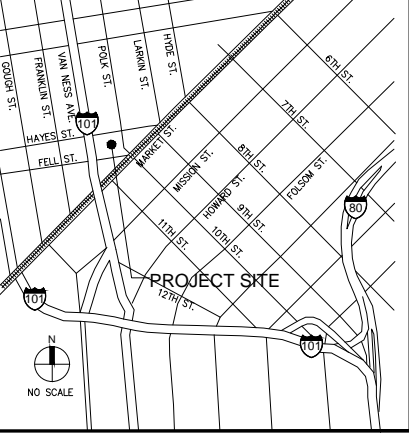 GOUGH ST.
FRANKLIN ST.
VAN NESS AVE.
POLK ST.
LARKIN ST.
HYDE ST.
6TH ST.
7TH ST.
101
HAYES ST.
FELL ST.
MARKET ST.
MISSION ST.
8TH ST.
HOWARD ST.
9TH ST.
FOLSOM ST.
80
10TH ST.
11TH ST.
PROJECT SITE
12TH ST.
101
101
N
NO SCALE